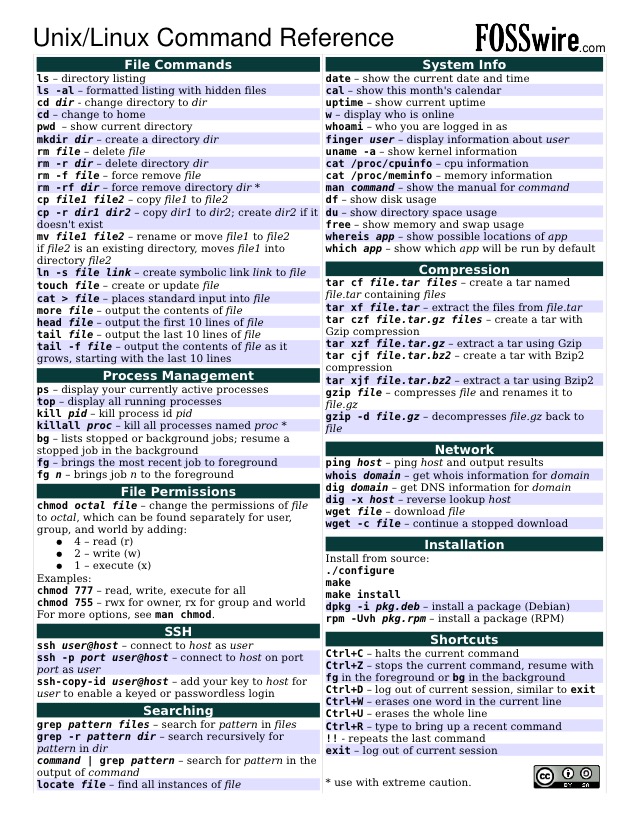 Unix/Linux Command Reference
FOSSwire.com
File Commands
ls – directory listing
ls -al – formatted listing with hidden files
cd dir - change directory to dir
cd – change to home
pwd – show current directory
mkdir dir – create a directory dir
rm file – delete file
rm -r dir – delete directory dir
rm -f file – force remove file
rm -rf dir – force remove directory dir *
cp file1 file2 – copy file1 to file2
cp -r dir1 dir2 – copy dir1 to dir2; create dir2 if it
doesn't exist
mv file1 file2 – rename or move file1 to file2
if file2 is an existing directory, moves file1 into
directory file2
ln -s file link – create symbolic link link to file
touch file – create or update file
cat > file – places standard input into file
more file – output the contents of file
head file – output the first 10 lines of file
tail file – output the last 10 lines of file
tail -f file – output the contents of file as it
grows, starting with the last 10 lines
Process Management
ps – display your currently active processes
top – display all running processes
kill pid – kill process id pid
killall proc – kill all processes named proc *
bg – lists stopped or background jobs; resume a
stopped job in the background
fg – brings the most recent job to foreground
fg n – brings job n to the foreground
File Permissions
chmod octal file – change the permissions of file
to octal, which can be found separately for user,
group, and world by adding:
● 4 – read (r)
● 2 – write (w)
● 1 – execute (x)
Examples:
chmod 777 – read, write, execute for all
chmod 755 – rwx for owner, rx for group and world
For more options, see man chmod.
SSH
ssh user@host – connect to host as user
ssh -p port user@host – connect to host on port
port as user
ssh-copy-id user@host – add your key to host for
user to enable a keyed or passwordless login
Searching
grep pattern files – search for pattern in files
grep -r pattern dir – search recursively for
pattern in dir
command | grep pattern – search for pattern in the
output of command
locate file – find all instances of file
System Info
date – show the current date and time
cal – show this month's calendar
uptime – show current uptime
w – display who is online
whoami – who you are logged in as
finger user – display information about user
uname -a – show kernel information
cat /proc/cpuinfo – cpu information
cat /proc/meminfo – memory information
man command – show the manual for command
df – show disk usage
du – show directory space usage
free – show memory and swap usage
whereis app – show possible locations of app
which app – show which app will be run by default
Compression
tar cf file.tar files – create a tar named
file.tar containing files
tar xf file.tar – extract the files from file.tar
tar czf file.tar.gz files – create a tar with
Gzip compression
tar xzf file.tar.gz – extract a tar using Gzip
tar cjf file.tar.bz2 – create a tar with Bzip2
compression
tar xjf file.tar.bz2 – extract a tar using Bzip2
gzip file – compresses file and renames it to
file.gz
gzip -d file.gz – decompresses file.gz back to
file
Network
ping host – ping host and output results
whois domain – get whois information for domain
dig domain – get DNS information for domain
dig -x host – reverse lookup host
wget file – download file
wget -c file – continue a stopped download
Installation
Install from source:
./configure
make
make install
dpkg -i pkg.deb – install a package (Debian)
rpm -Uvh pkg.rpm – install a package (RPM)
Shortcuts
Ctrl+C – halts the current command
Ctrl+Z – stops the current command, resume with
fg in the foreground or bg in the background
Ctrl+D – log out of current session, similar to exit
Ctrl+W – erases one word in the current line
Ctrl+U – erases the whole line
Ctrl+R – type to bring up a recent command
!! - repeats the last command
exit – log out of current session
* use with extreme caution.
cc
BY SA